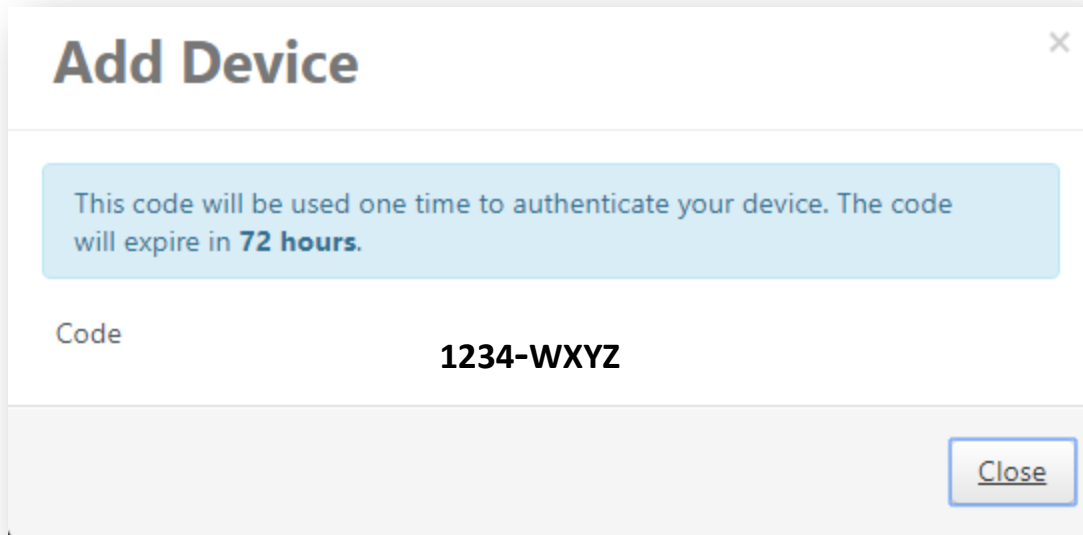 Add Device
×
This code will be used one time to authenticate your device. The code
will expire in 72 hours.
Code
1234-WXYZ
Close